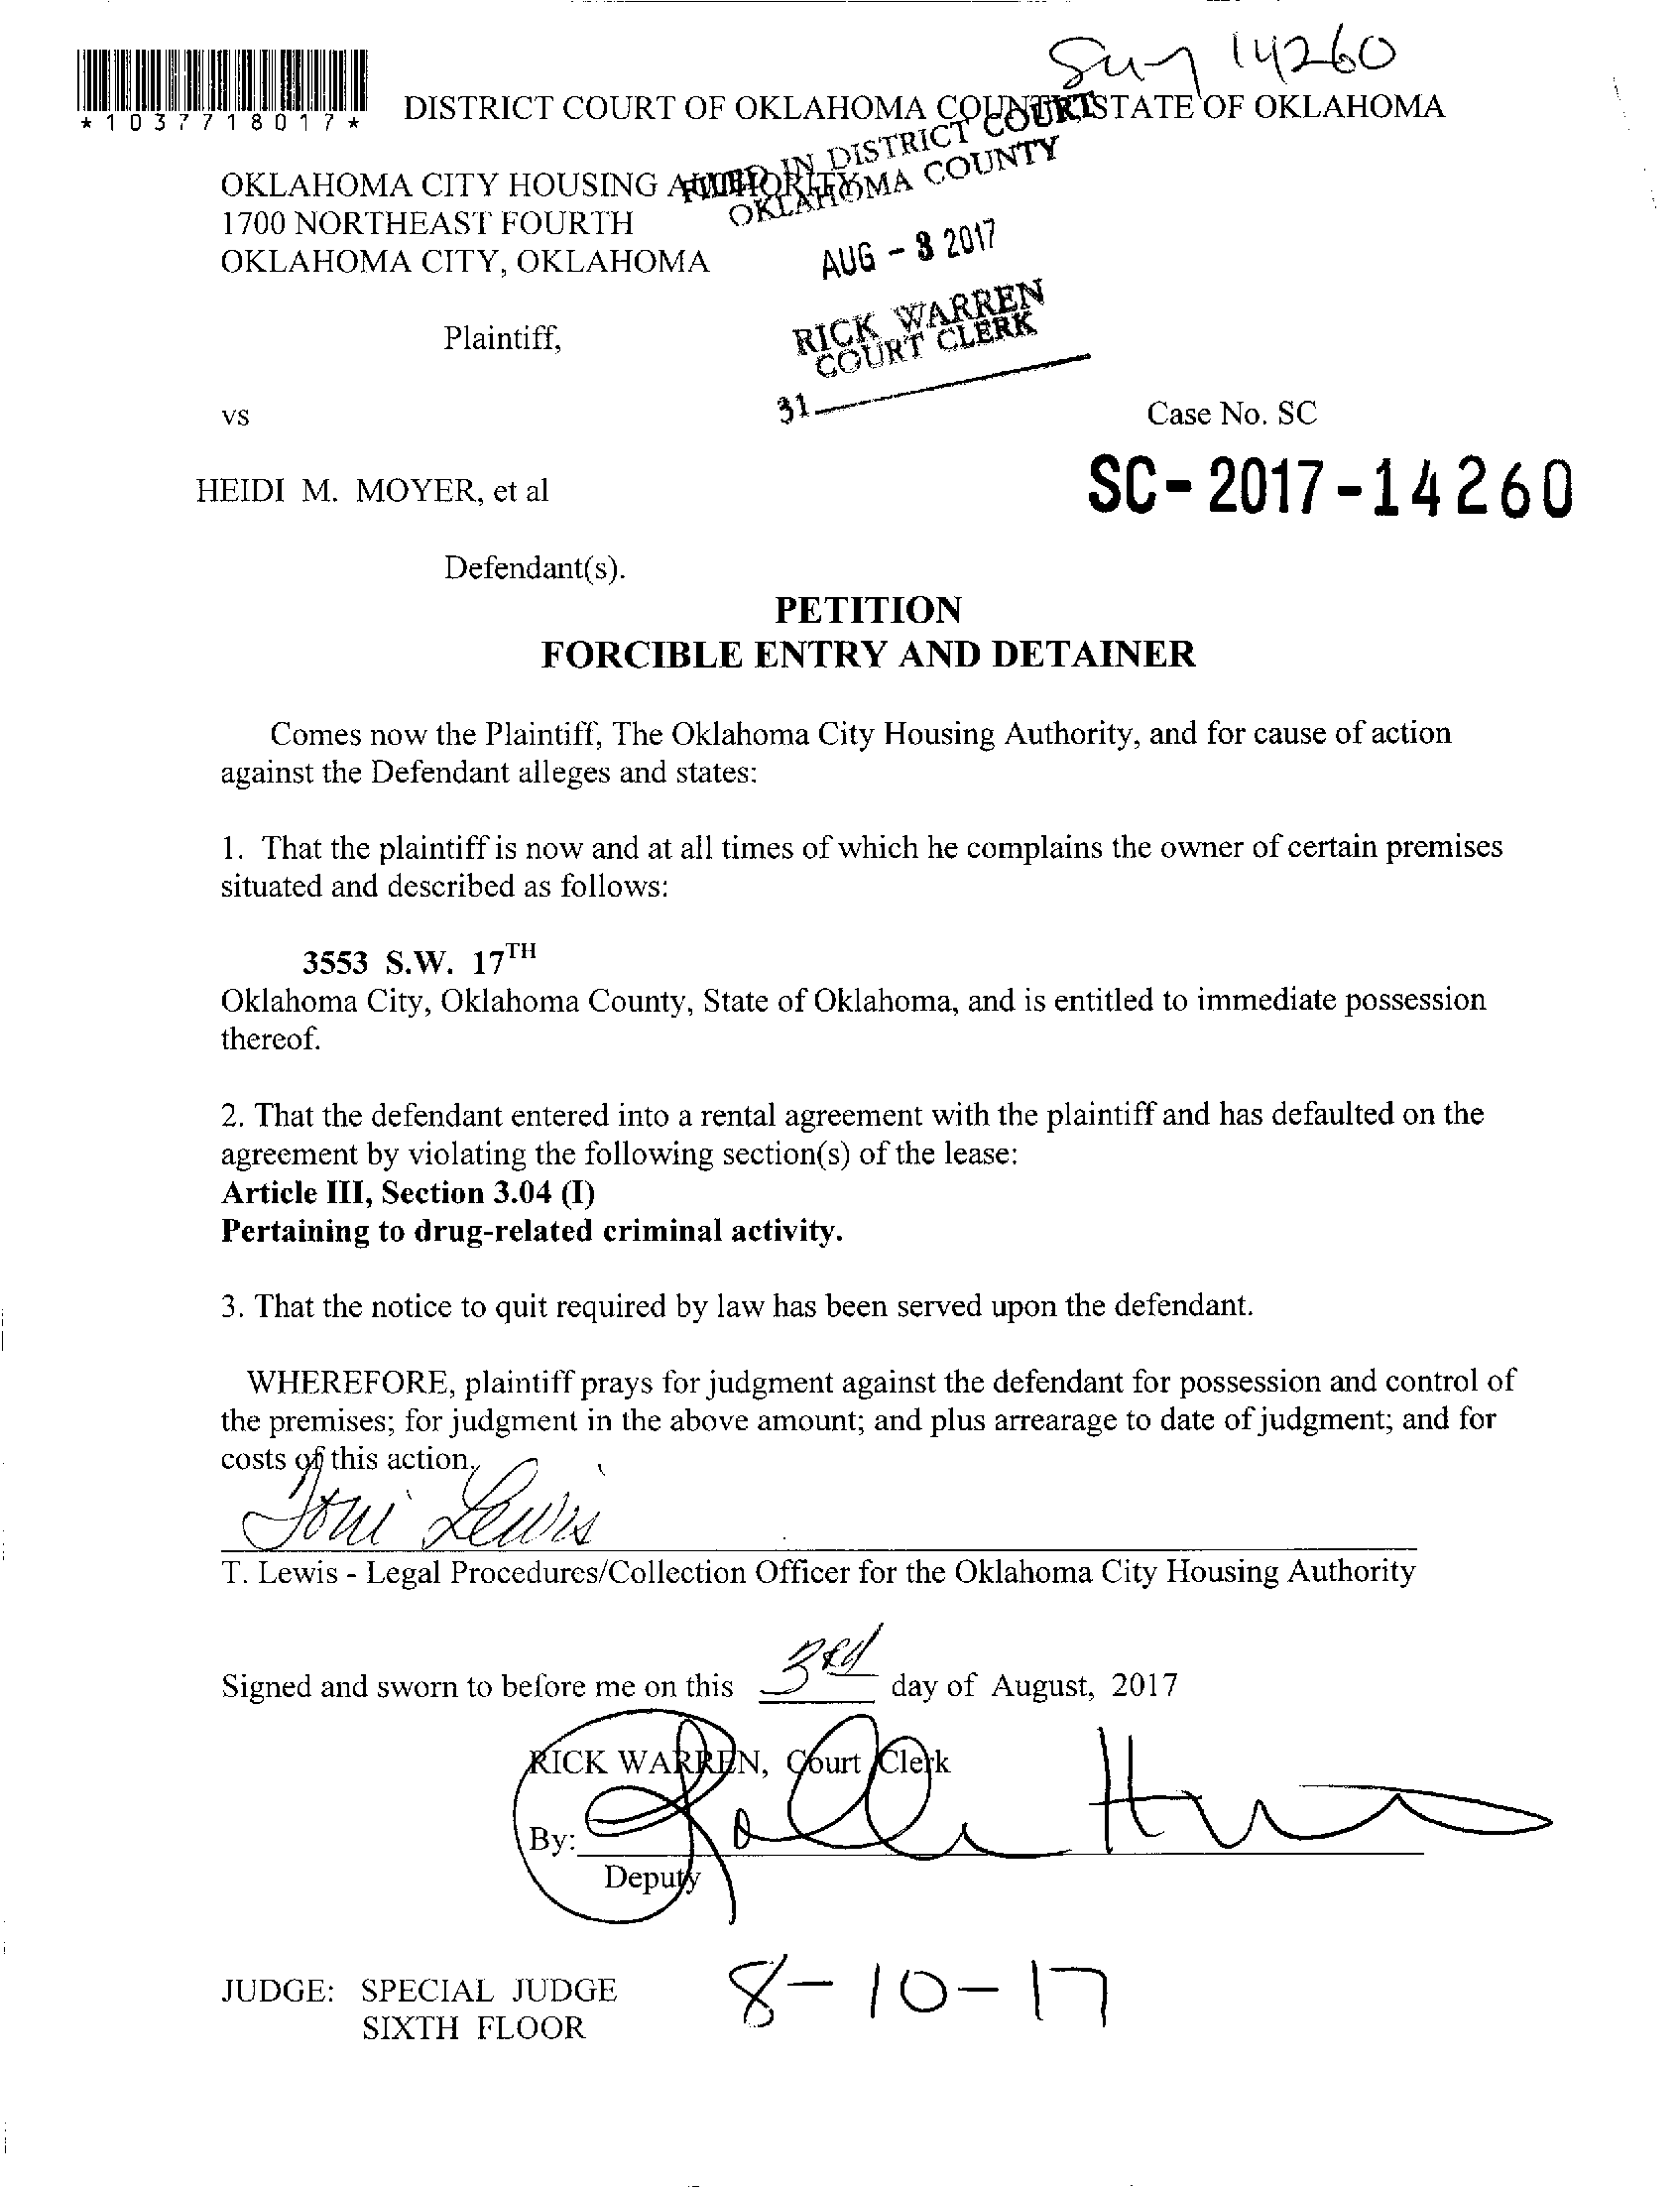 14260
*1037718017*
DISTRICT COURT OF OKLAHOMA COUNTY, STATE OF OKLAHOMA
FILED IN DISTRICT COURT
OKLAHOMA COUNTY
AUG - 3 2017
RICK WARREN
COURT CLERK
31
OKLAHOMA CITY HOUSING AUTHORITY
1700 NORTHEAST FOURTH
OKLAHOMA CITY, OKLAHOMA
Plaintiff,
vs
Case No. SC
SC-2017-14260
HEIDI M. MOYER, et al
Defendant(s).
PETITION
FORCIBLE ENTRY AND DETAINER
Comes now the Plaintiff, The Oklahoma City Housing Authority, and for cause of action
against the Defendant alleges and states:
1. That the plaintiff is now and at all times of which he complains the owner of certain premises
situated and described as follows:
3553 S.W. 17TH
Oklahoma City, Oklahoma County, State of Oklahoma, and is entitled to immediate possession
thereof.
2. That the defendant entered into a rental agreement with the plaintiff and has defaulted on the
agreement by violating the following section(s) of the lease:
Article III, Section 3.04 (I)
Pertaining to drug-related criminal activity.
3. That the notice to quit required by law has been served upon the defendant.
WHEREFORE, plaintiff prays for judgment against the defendant for possession and control of
the premises; for judgment in the above amount; and plus arrearage to date of judgment; and for
costs of this action.
Toni Lewis
T. Lewis - Legal Procedures/Collection Officer for the Oklahoma City Housing Authority
Signed and sworn to before me on this 3rd day of August, 2017
RICK WARREN, Court Clerk
By:
Deputy
JUDGE: SPECIAL JUDGE
SIXTH FLOOR
8-10-17